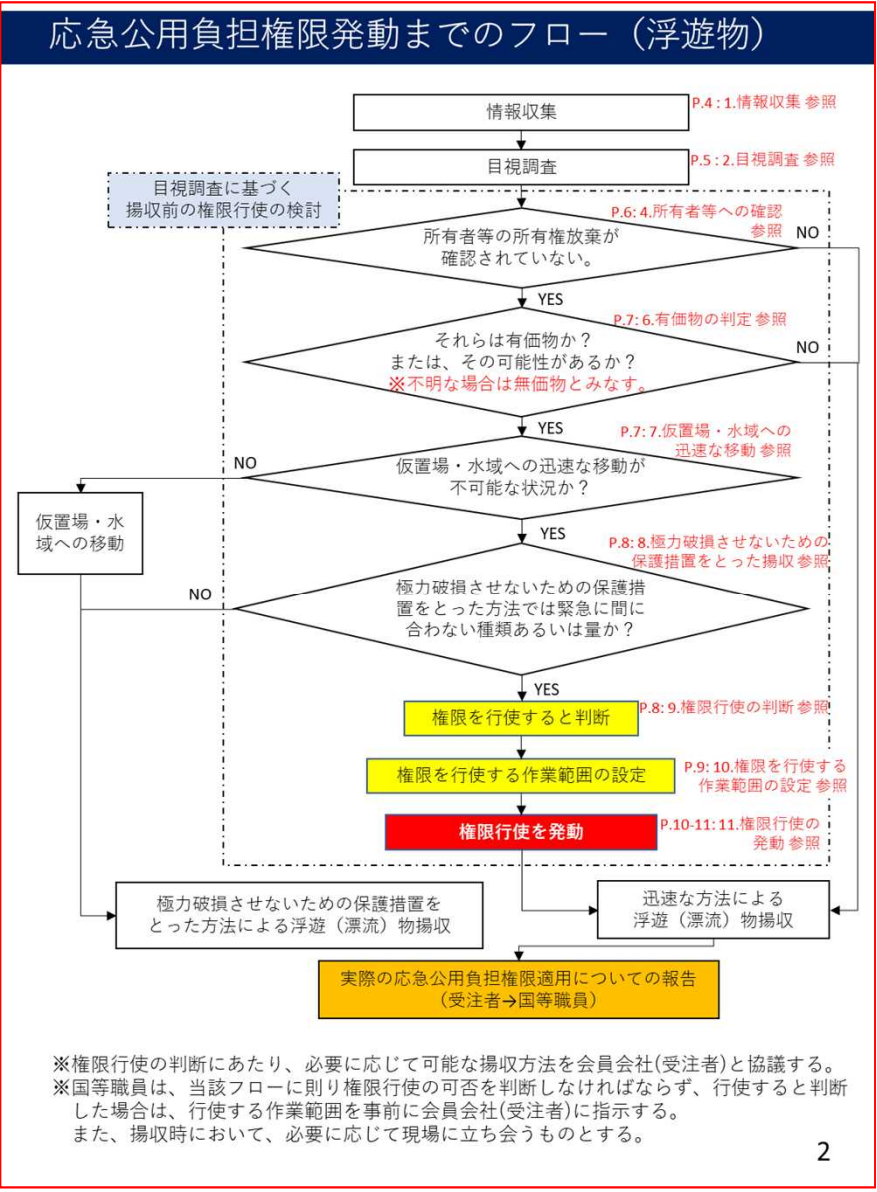 応急公用負担権限発動までのフロー（浮遊物）
情報収集
P.4 : 1.情報収集 参照
目視調査
P.5 : 2.目視調査 参照
目視調査に基づく
揚収前の権限行使の検討
P.6: 4.所有者等への確認
参照
所有者等の所有権放棄が
確認されていない。
NO
YES
P.7: 6.有価物の判定 参照
それらは有価物か？
または、その可能性があるか？
※不明な場合は無価物とみなす。
NO
YES
P.7: 7.仮置場・水域への
迅速な移動 参照
仮置場・水域への迅速な移動が
不可能な状況か？
NO
YES
仮置場・水
域への移動
P.8: 8.極力破損させないための
保護措置をとった揚収 参照
極力破損させないための保護措
置をとった方法では緊急に間に
合わない種類あるいは量か？
NO
YES
権限を行使すると判断
P.8: 9.権限行使の判断 参照
権限を行使する作業範囲の設定
P.9: 10.権限を行使する
作業範囲の設定 参照
権限行使を発動
P.10-11: 11.権限行使の
発動 参照
極力破損させないための保護措置を
とった方法による浮遊（漂流）物揚収
迅速な方法による
浮遊（漂流）物揚収
実際の応急公用負担権限適用についての報告
（受注者→国等職員）
※権限行使の判断にあたり、必要に応じて可能な揚収方法を会員会社(受注者)と協議する。
※国等職員は、当該フローに則り権限行使の可否を判断しなければならず、行使すると判断
した場合は、行使する作業範囲を事前に会員会社(受注者)に指示する。
また、揚収時において、必要に応じて現場に立ち会うものとする。
2